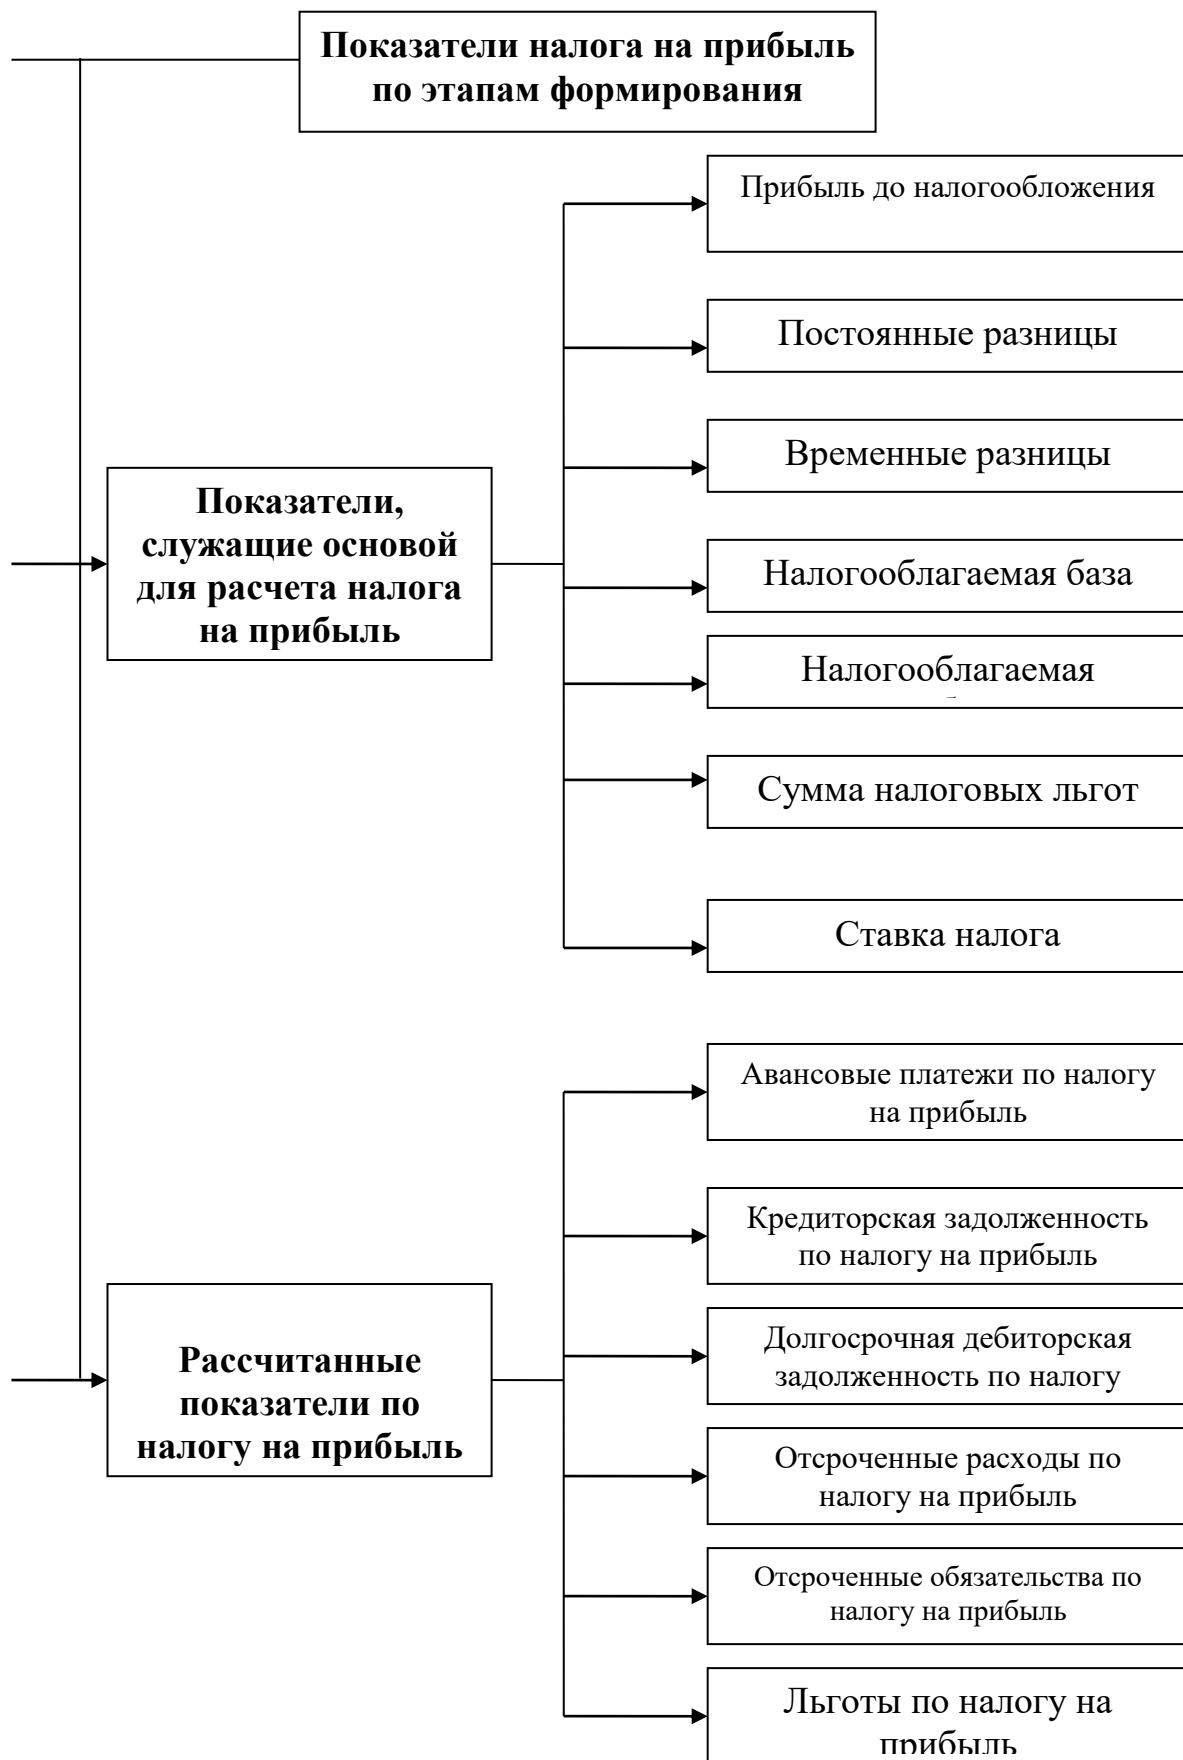 Показатели налога на прибыль
по этапам формирования
Прибыль до налогообложения
Постоянные разницы
Временные разницы
Показатели,
служащие основой
для расчета налога
на прибыль
Налогооблагаемая база
Налогооблагаемая
Сумма налоговых льгот
Ставка налога
Авансовые платежи по налогу
на прибыль
Кредиторская задолженность
по налогу на прибыль
Рассчитанные
показатели по
налогу на прибыль
Долгосрочная дебиторская
задолженность по налогу
Отсроченные расходы по
налогу на прибыль
Отсроченные обязательства по
налогу на прибыль
Льготы по налогу на
прибыль